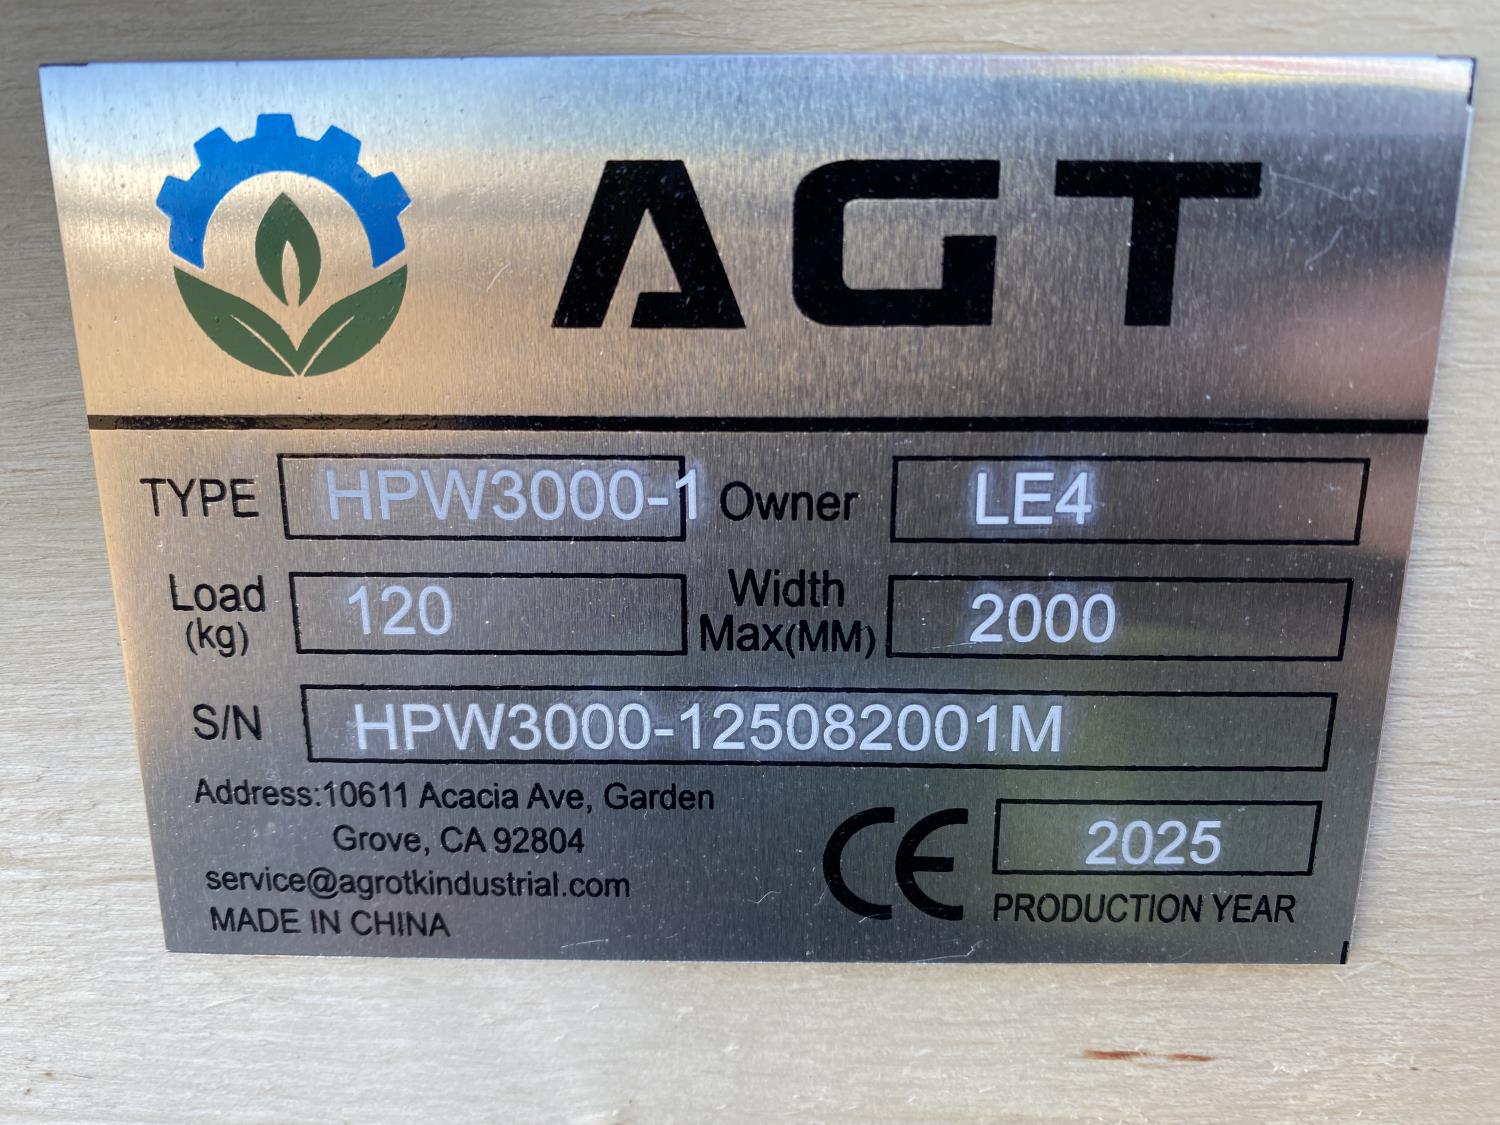 AGT
TYPE HPW3000-1 Owner LE4
Load (kg) 120 Width Max(MM) 2000
S/N HPW3000-125082001M
Address:10611 Acacia Ave, Garden
Grove, CA 92804
service@agrotkindustrial.com
MADE IN CHINA
CE 2025
PRODUCTION YEAR